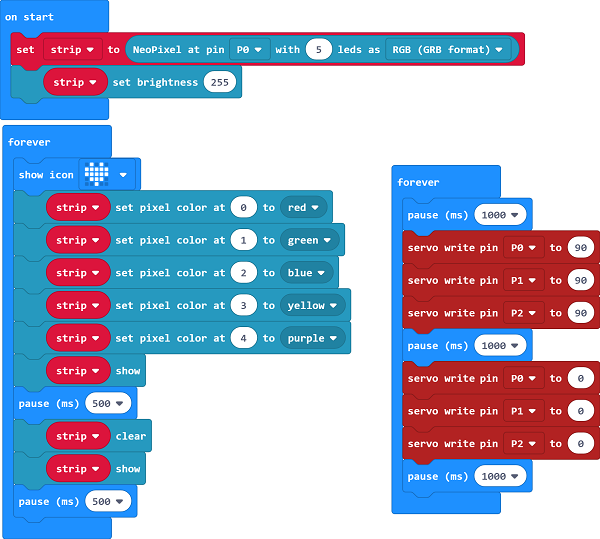 on start
set strip to NeoPixel at pin P0 with 5 leds as RGB (GRB format)
strip set brightness 255
forever
show icon
strip set pixel color at 0 to red
strip set pixel color at 1 to green
strip set pixel color at 2 to blue
strip set pixel color at 3 to yellow
strip set pixel color at 4 to purple
strip show
pause (ms) 500
strip clear
strip show
pause (ms) 500
forever
pause (ms) 1000
servo write pin P0 to 90
servo write pin P1 to 90
servo write pin P2 to 90
pause (ms) 1000
servo write pin P0 to 0
servo write pin P1 to 0
servo write pin P2 to 0
pause (ms) 1000